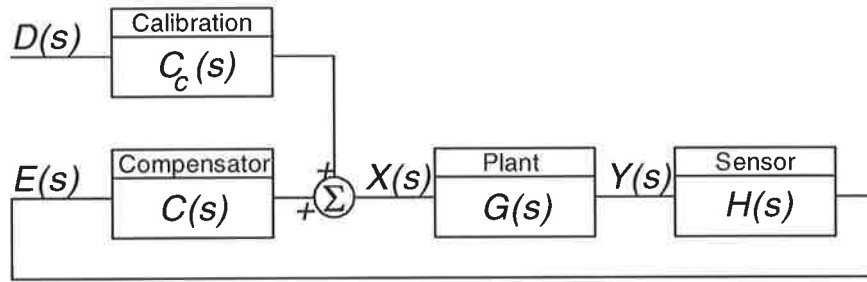 Calibration
D(s)
C_c(s)
Compensator
Plant
Sensor
E(s)
+
X(s)
Y(s)
C(s)
+
Σ
G(s)
H(s)